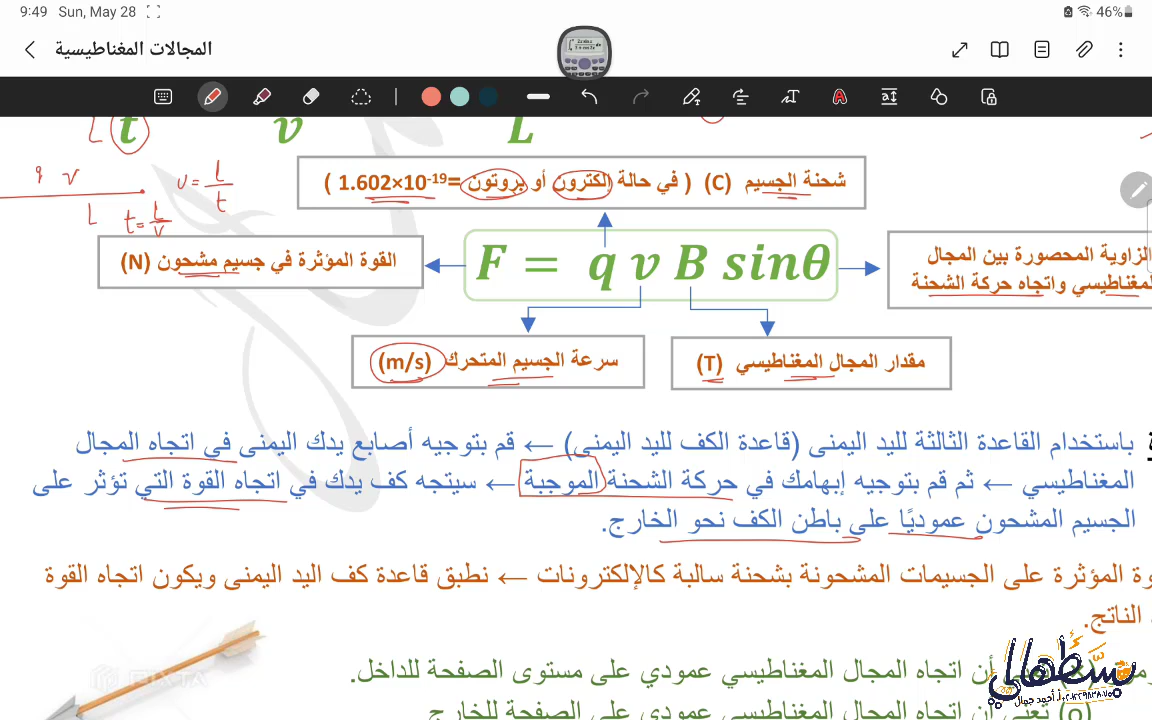 9:49 Sun, May 28
46%
المجالات المغناطيسية
t
v
L
q v
v = L/t
L
t = L/v
شحنة الجسيم (C) ( في حالة إلكترون أو بروتون =1.602×10⁻¹⁹ )
القوة المؤثرة في جسيم مشحون (N)
F = q v B sinθ
الزاوية المحصورة بين المجال
واتجاه حركة الشحنة
سرعة الجسيم المتحرك (m/s)
مقدار المجال المغناطيسي (T)
باستخدام القاعدة الثالثة لليد اليمنى (قاعدة الكف لليد اليمنى) ← قم بتوجيه أصابع يدك اليمنى في اتجاه المجال
المغناطيسي ← ثم قم بتوجيه إبهامك في حركة الشحنة الموجبة ← سيتجه كف يدك في اتجاه القوة التي تؤثر على
الجسيم المشحون عموديًا على باطن الكف نحو الخارج.
المؤثرة على الجسيمات المشحونة بشحنة سالبة كالإلكترونات ← نطبق قاعدة كف اليد اليمنى ويكون اتجاه القوة
الناتج.
أن اتجاه المجال المغناطيسي عمودي على مستوى الصفحة للداخل.
(o) تعني أن اتجاه المجال المغناطيسي عمودي على الصفحة للخارج
بسطهالي
أ. أحمد جمال